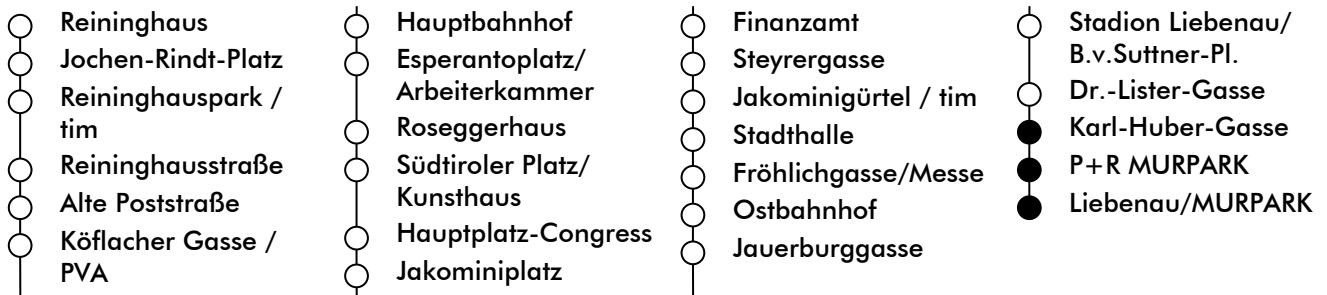 Reininghaus
Jochen-Rindt-Platz
Reininghauspark /
tim
Reininghausstraße
Alte Poststraße
Köflacher Gasse /
PVA
Hauptbahnhof
Esperantoplatz/
Arbeiterkammer
Roseggerhaus
Südtiroler Platz/
Kunsthaus
Hauptplatz-Congress
Jakominiplatz
Finanzamt
Steyrergasse
Jakominigürtel / tim
Stadthalle
Fröhlichgasse/Messe
Ostbahnhof
Jauerburggasse
Stadion Liebenau/
B.v.Suttner-Pl.
Dr.-Lister-Gasse
Karl-Huber-Gasse
P+R MURPARK
Liebenau/MURPARK